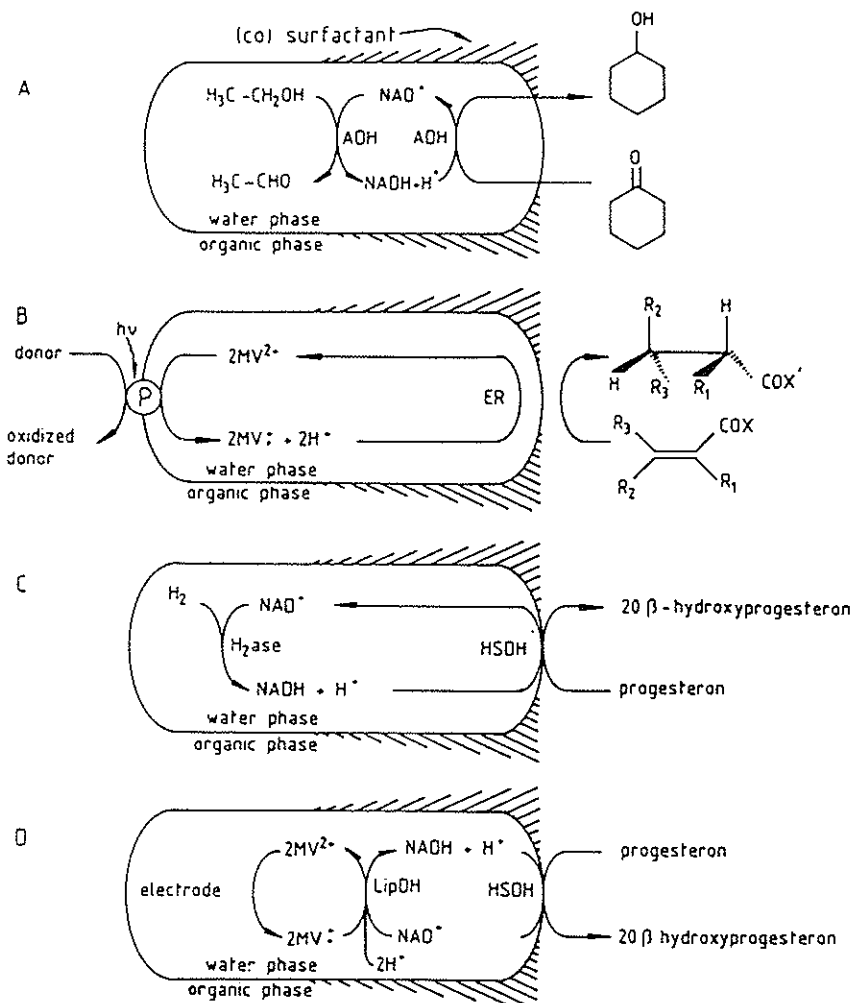 (co) surfactant
OH
A
H₃C-CH₂OH NAD⁺
ADH ADH
O
H₃C-CHO NADH+H⁺
water phase
organic phase
B
hν
R₂ H
donor 2MV²⁺
P ER
H R₃ R₁ COX'
oxidized
donor
2MV⁺ + 2H⁺
R₃ COX
R₂ R₁
water phase
organic phase
C
H₂ NAD⁺ 20 β-hydroxyprogesteron
H₂ase HSDH
NADH + H⁺ progesteron
water phase
organic phase
D
2MV²⁺ NADH + H⁺ progesteron
electrode LipDH HSDH
2MV⁺ NAD⁺ 20 β hydroxyprogesteron
water phase 2H⁺
organic phase